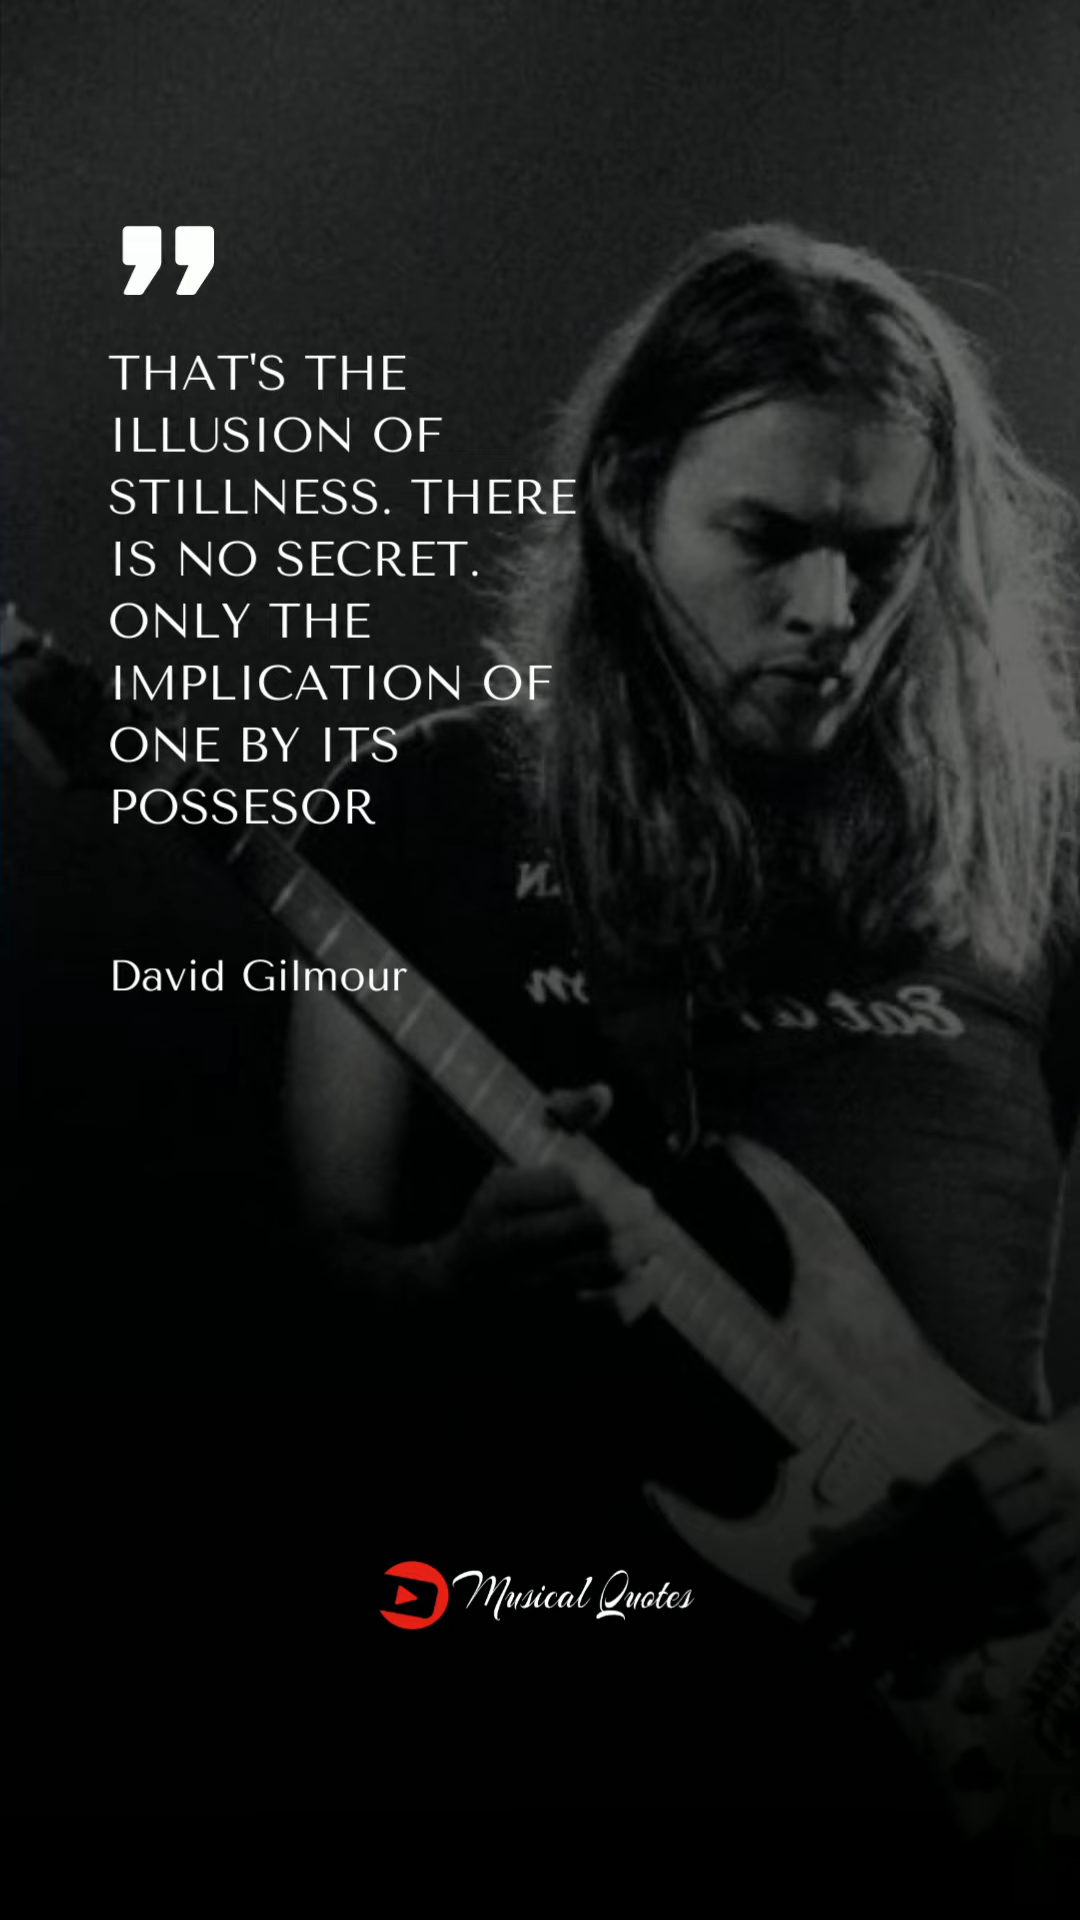 ”
THAT'S THE
ILLUSION OF
STILLNESS. THERE
IS NO SECRET.
ONLY THE
IMPLICATION OF
ONE BY ITS
POSSESOR
David Gilmour
Musical Quotes